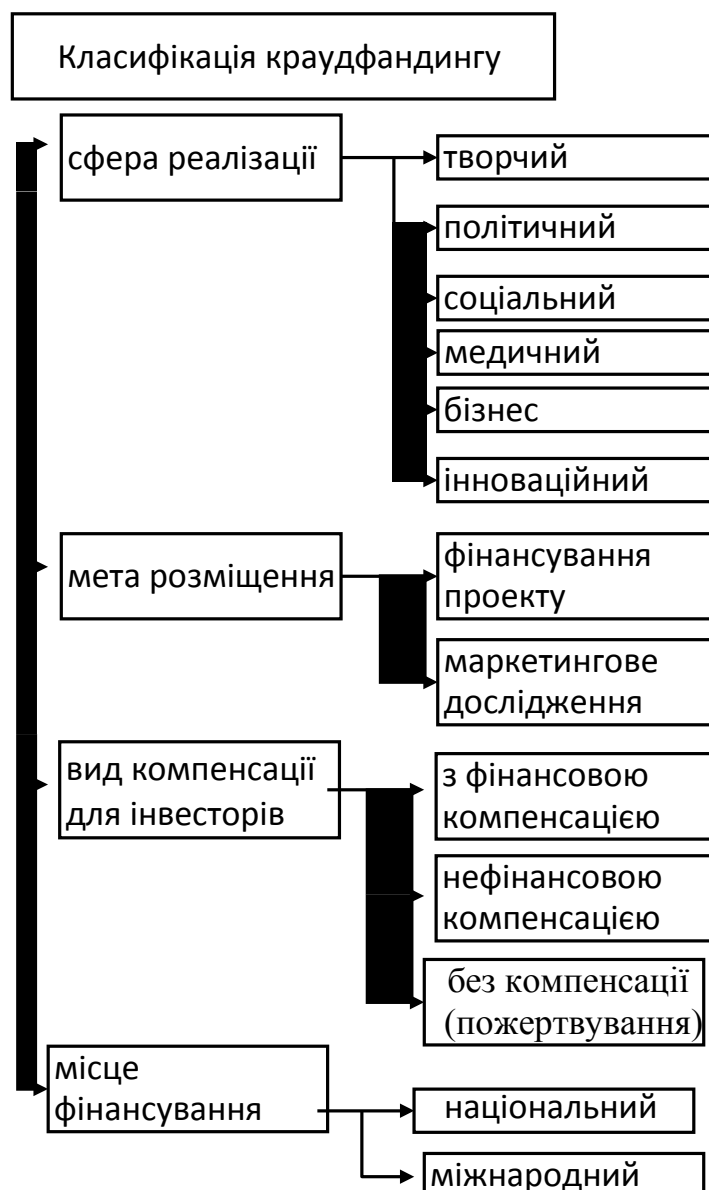 Класифікація краудфандингу
сфера реалізації
творчий
політичний
соціальний
медичний
бізнес
інноваційний
мета розміщення
фінансування
проекту
маркетингове
дослідження
вид компенсації
для інвесторів
з фінансовою
компенсацією
нефінансовою
компенсацією
без компенсації
(пожертвування)
місце
фінансування
національний
міжнародний